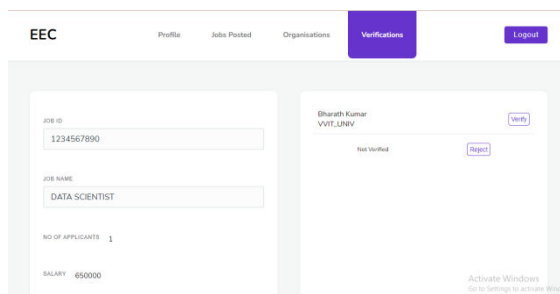 EEC Profile Jobs Posted Organisations Verifications Logout
JOB ID
1234567890
JOB NAME
DATA SCIENTIST
NO OF APPLICANTS 1
SALARY 650000
Bharath Kumar
VVIT_UNIV
Verify
Not Verified Reject
Activate Windows
Go to Settings to activate Win